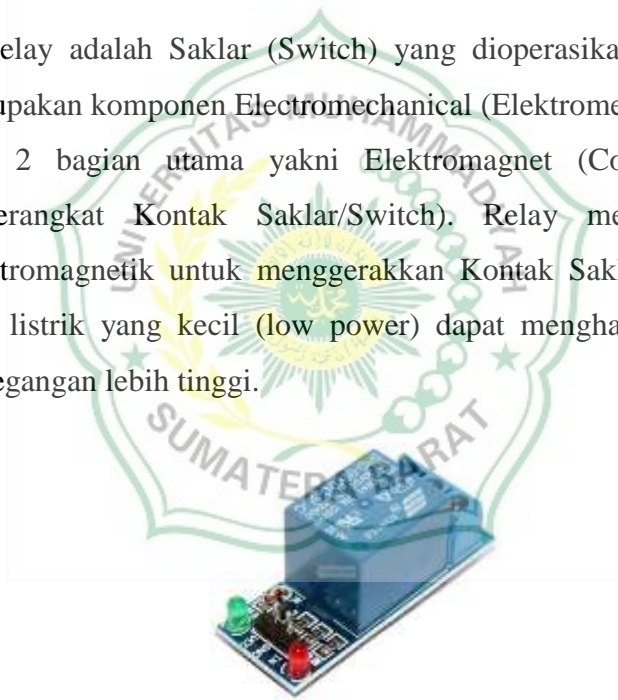 elay adalah Saklar (Switch) yang dioperasika
upakan komponen Electromechanical (Elektrome
2 bagian utama yakni Elektromagnet (Co
erangkat Kontak Saklar/Switch). Relay me
tromagnetik untuk menggerakkan Kontak Sakl
listrik yang kecil (low power) dapat mengha
egangan lebih tinggi.
UNIVERSITAS MUHAMMADIYAH
SUMATERA BARAT